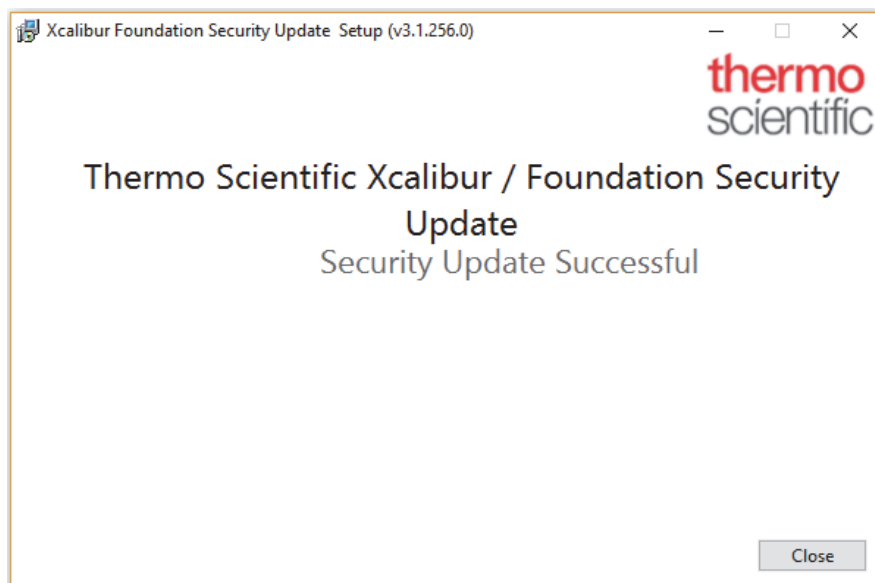 Xcalibur Foundation Security Update Setup (v3.1.256.0)
thermo
scientific
Thermo Scientific Xcalibur / Foundation Security
Update
Security Update Successful
Close